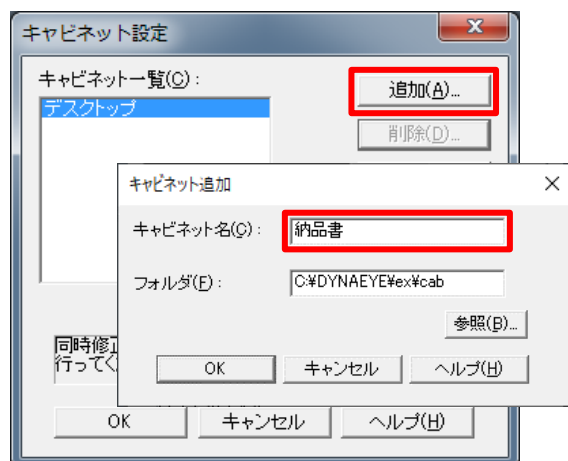 キャビネット設定
キャビネット一覧(C):
追加(A)...
デスクトップ
削除(D)...
キャビネット追加
キャビネット名(C):
納品書
フォルダ(F):
C:¥DYNAEYE¥ex¥cab
参照(B)...
同時修正
行ってく
OK
キャンセル
ヘルプ(H)
OK
キャンセル
ヘルプ(H)